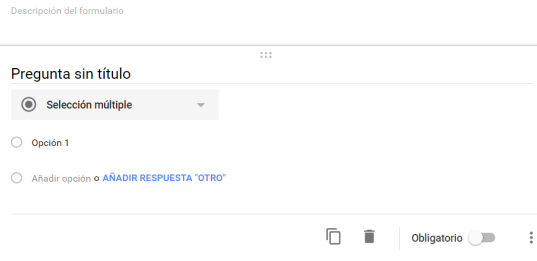 Descripción del formulario
Pregunta sin título
Selección múltiple
Opción 1
Añadir opción o AÑADIR RESPUESTA "OTRO"
Obligatorio